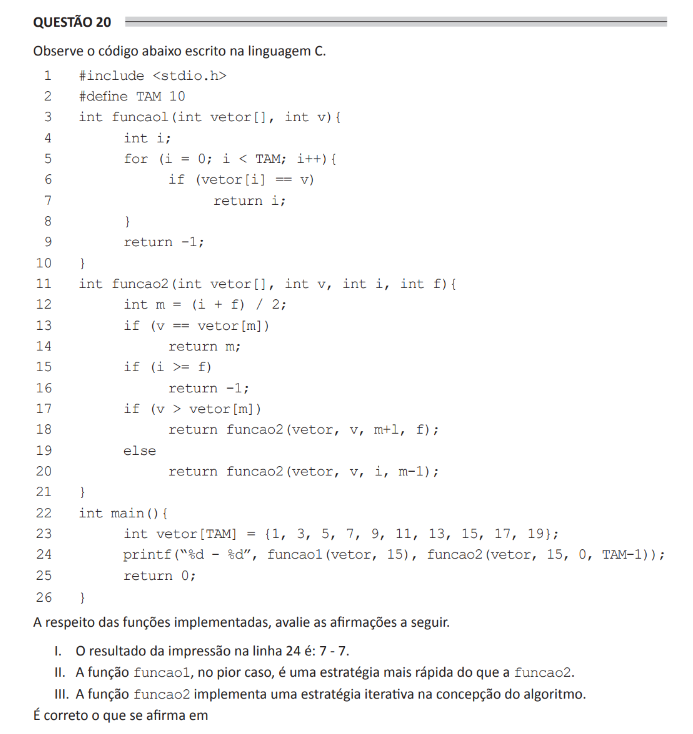 QUESTÃO 20
Observe o código abaixo escrito na linguagem C.
1 #include <stdio.h>
2 #define TAM 10
3 int funcao1(int vetor[], int v){
4 int i;
5 for (i = 0; i < TAM; i++){
6 if (vetor[i] == v)
7 return i;
8 }
9 return -1;
10 }
11 int funcao2(int vetor[], int v, int i, int f){
12 int m = (i + f) / 2;
13 if (v == vetor[m])
14 return m;
15 if (i >= f)
16 return -1;
17 if (v > vetor[m])
18 return funcao2(vetor, v, m+1, f);
19 else
20 return funcao2(vetor, v, i, m-1);
21 }
22 int main(){
23 int vetor[TAM] = {1, 3, 5, 7, 9, 11, 13, 15, 17, 19};
24 printf(“%d - %d”, funcao1(vetor, 15), funcao2(vetor, 15, 0, TAM-1));
25 return 0;
26 }
A respeito das funções implementadas, avalie as afirmações a seguir.
I. O resultado da impressão na linha 24 é: 7 - 7.
II. A função funcao1, no pior caso, é uma estratégia mais rápida do que a funcao2.
III. A função funcao2 implementa uma estratégia iterativa na concepção do algoritmo.
É correto o que se afirma em